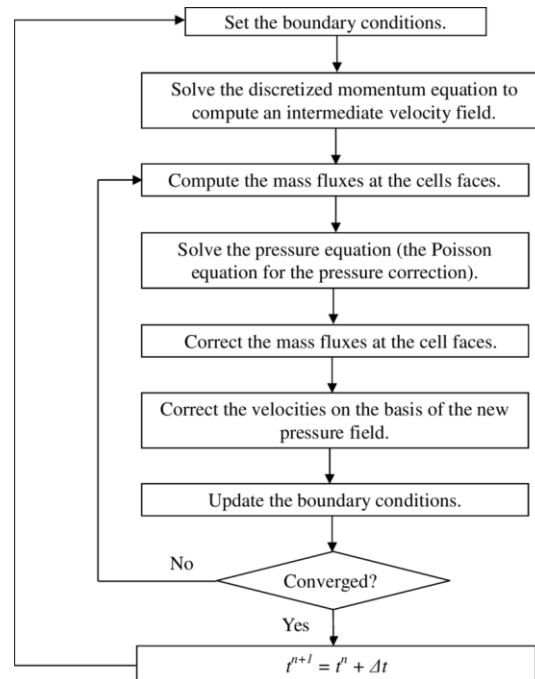 Set the boundary conditions.
Solve the discretized momentum equation to
compute an intermediate velocity field.
Compute the mass fluxes at the cells faces.
Solve the pressure equation (the Poisson
equation for the pressure correction).
Correct the mass fluxes at the cell faces.
Correct the velocities on the basis of the new
pressure field.
Update the boundary conditions.
No
Converged?
Yes
t^{n+1} = t^n + Δt